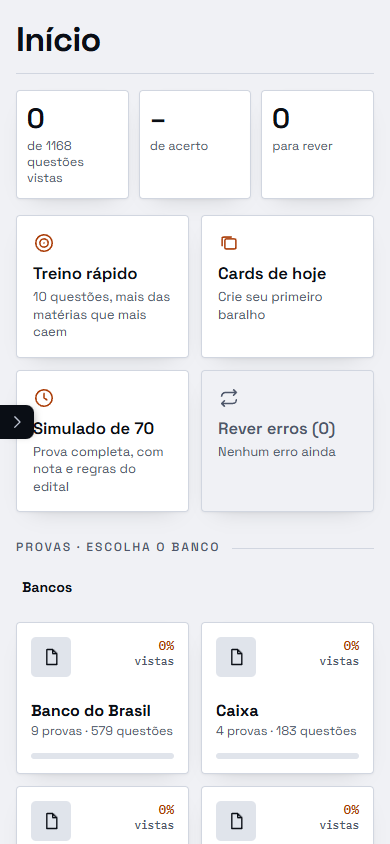 Início
0
de 1168
questões
vistas
–
de acerto
0
para rever
Treino rápido
10 questões, mais das
matérias que mais
caem
Cards de hoje
Crie seu primeiro
baralho
Simulado de 70
Prova completa, com
nota e regras do
edital
Rever erros (0)
Nenhum erro ainda
PROVAS · ESCOLHA O BANCO
Bancos
0%
vistas
Banco do Brasil
9 provas · 579 questões
0%
vistas
Caixa
4 provas · 183 questões
0%
vistas
0%
vistas